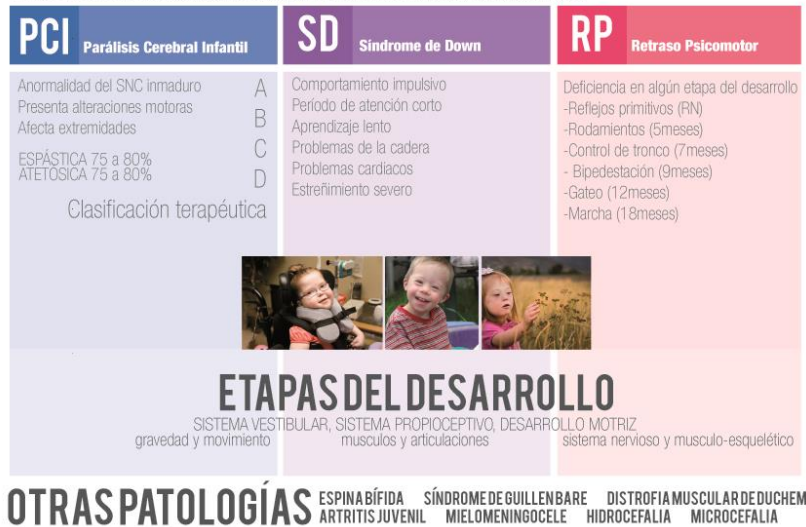 PCI Parálisis Cerebral Infantil
Anormalidad del SNC inmaduro
Presenta alteraciones motoras
Afecta extremidades
ESPÁSTICA 75 a 80%
ATETÓSICA 75 a 80%
A
B
C
D
Clasificación terapéutica
SD Síndrome de Down
Comportamiento impulsivo
Período de atención corto
Aprendizaje lento
Problemas de la cadera
Problemas cardiacos
Estreñimiento severo
RP Retraso Psicomotor
Deficiencia en algún etapa del desarrollo
-Reflejos primitivos (RN)
-Rodamientos (5meses)
-Control de tronco (7meses)
- Bipedestación (9meses)
-Gateo (12meses)
-Marcha (18meses)
ETAPAS DEL DESARROLLO
SISTEMA VESTIBULAR, SISTEMA PROPIOCEPTIVO, DESARROLLO MOTRIZ
gravedad y movimiento musculos y articulaciones sistema nervioso y musculo-esquelético
OTRAS PATOLOGÍAS
ESPINA BÍFIDA SÍNDROME DE GUILLEN BARE DISTROFIA MUSCULAR DE DUCHEM
ARTRITIS JUVENIL MIELOMENINGOCELE HIDROCEFALIA MICROCEFALIA